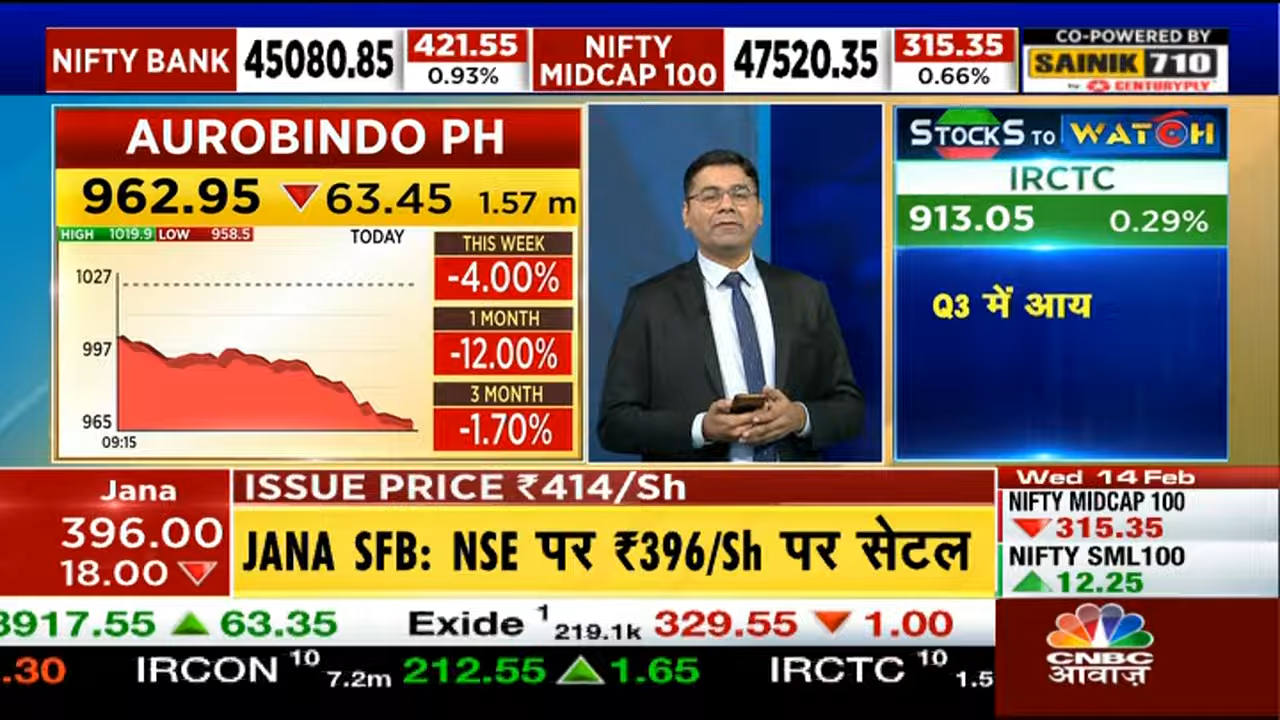 NIFTY BANK 45080.85 421.55 0.93% NIFTY MIDCAP 100 47520.35 315.35 0.66%
CO-POWERED BY
SAINIK 710
by CENTURYPLY
AUROBINDO PH
962.95 63.45 1.57 m
HIGH 1019.9 LOW 958.5 TODAY
1027
997
965
09:15
THIS WEEK
-4.00%
1 MONTH
-12.00%
3 MONTH
-1.70%
STOCKS TO WATCH
IRCTC
913.05 0.29%
Q3 में आय
Jana
396.00
18.00
ISSUE PRICE ₹414/Sh
JANA SFB: NSE पर ₹396/Sh पर सेटल
Wed 14 Feb
NIFTY MIDCAP 100
315.35
NIFTY SML100
12.25
3917.55 63.35 Exide 1 219.1k 329.55 1.00
.30 IRCON 10 7.2m 212.55 1.65 IRCTC 10 1.5
CNBC
आवाज़